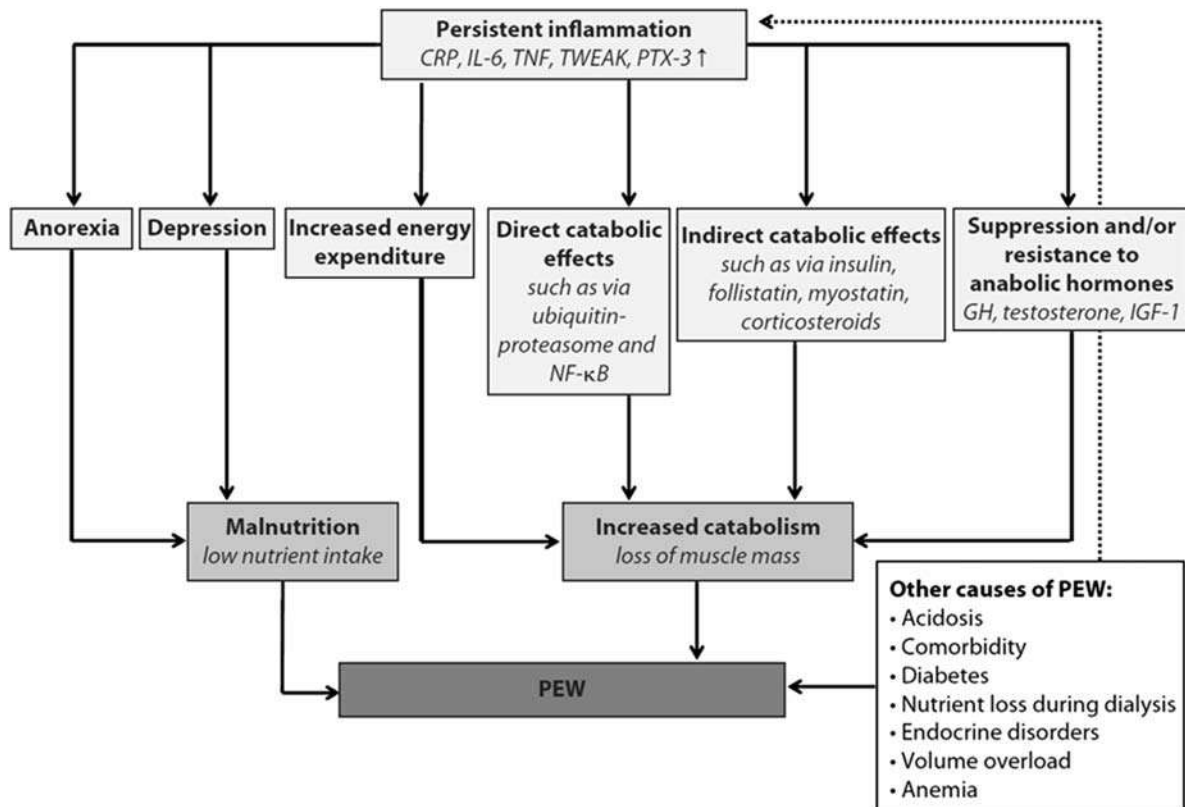 Persistent inflammation
CRP, IL-6, TNF, TWEAK, PTX-3 ↑
Anorexia
Depression
Increased energy
expenditure
Direct catabolic
effects
such as via
ubiquitin-
proteasome and
NF-κB
Indirect catabolic effects
such as via insulin,
follistatin, myostatin,
corticosteroids
Suppression and/or
resistance to
anabolic hormones
GH, testosterone, IGF-1
Malnutrition
low nutrient intake
Increased catabolism
loss of muscle mass
PEW
Other causes of PEW:
• Acidosis
• Comorbidity
• Diabetes
• Nutrient loss during dialysis
• Endocrine disorders
• Volume overload
• Anemia